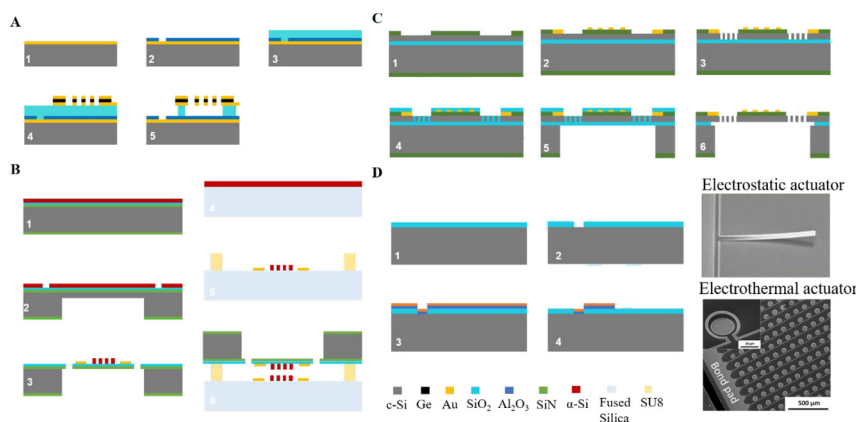 A
1
2
3
4
5
B
1
2
3
4
5
6
C
1
2
3
4
5
6
D
1
2
3
4
Electrostatic actuator
Electrothermal actuator
Bond pad
500 μm
c-Si
Ge
Au
SiO₂
Al₂O₃
SiN
α-Si
Fused
Silica
SU8